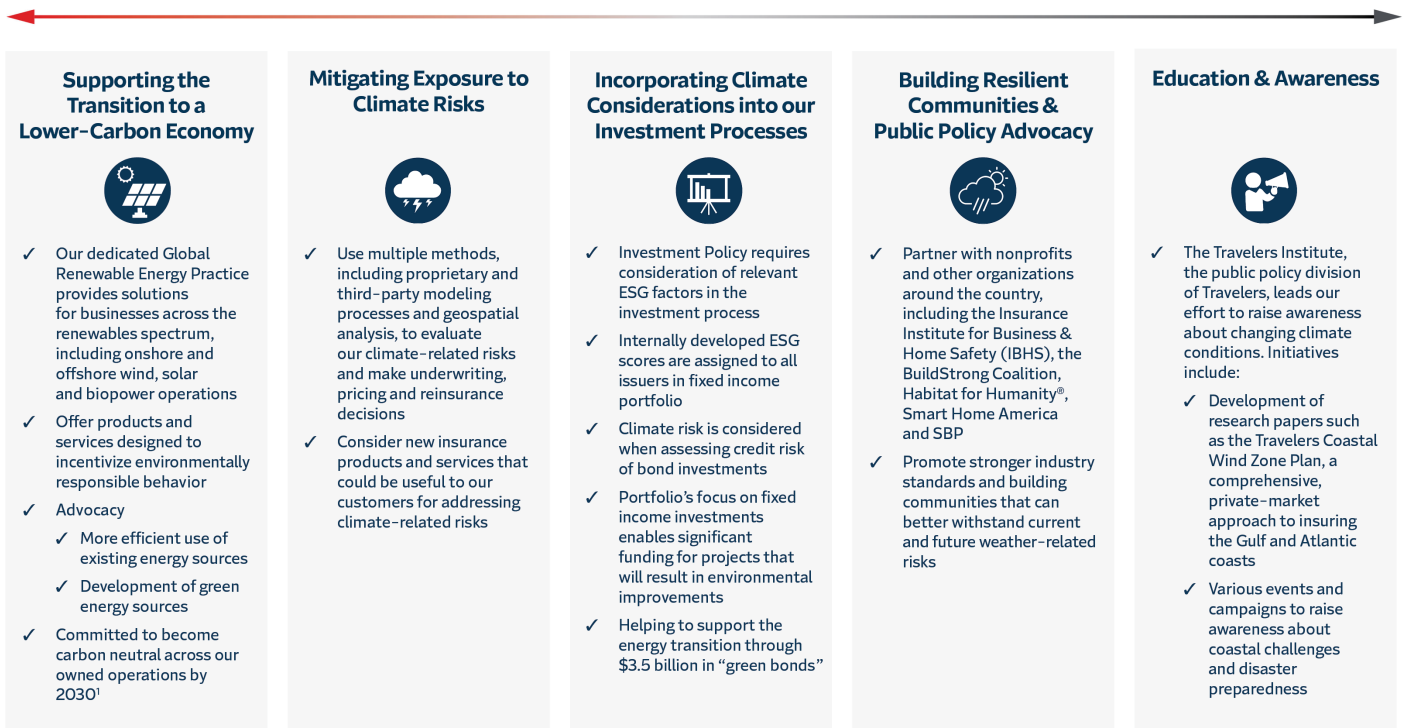 Supporting the
Transition to a
Lower-Carbon Economy
✓ Our dedicated Global
Renewable Energy Practice
provides solutions
for businesses across the
renewables spectrum,
including onshore and
offshore wind, solar
and biopower operations
✓ Offer products and
services designed to
incentivize environmentally
responsible behavior
✓ Advocacy
✓ More efficient use of
existing energy sources
✓ Development of green
energy sources
✓ Committed to become
carbon neutral across our
owned operations by
2030¹
Mitigating Exposure to
Climate Risks
✓ Use multiple methods,
including proprietary and
third-party modeling
processes and geospatial
analysis, to evaluate
our climate-related risks
and make underwriting,
pricing and reinsurance
decisions
✓ Consider new insurance
products and services that
could be useful to our
customers for addressing
climate-related risks
Incorporating Climate
Considerations into our
Investment Processes
✓ Investment Policy requires
consideration of relevant
ESG factors in the
investment process
✓ Internally developed ESG
scores are assigned to all
issuers in fixed income
portfolio
✓ Climate risk is considered
when assessing credit risk
of bond investments
✓ Portfolio’s focus on fixed
income investments
enables significant
funding for projects that
will result in environmental
improvements
✓ Helping to support the
energy transition through
$3.5 billion in “green bonds”
Building Resilient
Communities &
Public Policy Advocacy
✓ Partner with nonprofits
and other organizations
around the country,
including the Insurance
Institute for Business &
Home Safety (IBHS), the
BuildStrong Coalition,
Habitat for Humanity®,
Smart Home America
and SBP
✓ Promote stronger industry
standards and building
communities that can
better withstand current
and future weather-related
risks
Education & Awareness
✓ The Travelers Institute,
the public policy division
of Travelers, leads our
effort to raise awareness
about changing climate
conditions. Initiatives
include:
✓ Development of
research papers such
as the Travelers Coastal
Wind Zone Plan, a
comprehensive,
private-market
approach to insuring
the Gulf and Atlantic
coasts
✓ Various events and
campaigns to raise
awareness about
coastal challenges
and disaster
preparedness